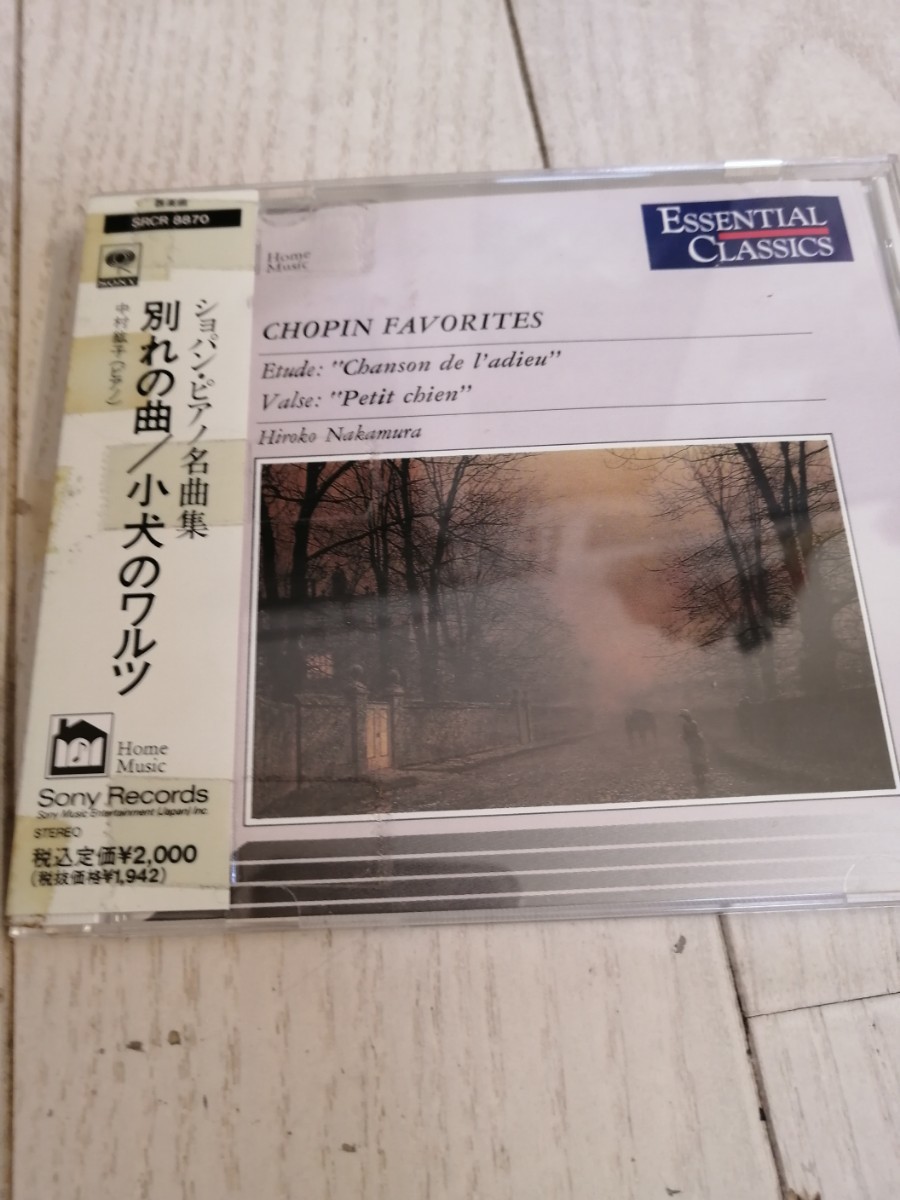 器楽曲
SRCR 8870
SONY
ショパン・ピアノ名曲集
別れの曲/小犬のワルツ
中村紘子(ピアノ)
Home
Music
Sony Records
Sony Music Entertainment (Japan) Inc.
STEREO
税込定価¥2,000
(税抜価格¥1,942)
Home
Music
ESSENTIAL
CLASSICS
CHOPIN FAVORITES
Etude: "Chanson de l'adieu"
Valse: "Petit chien"
Hiroko Nakamura